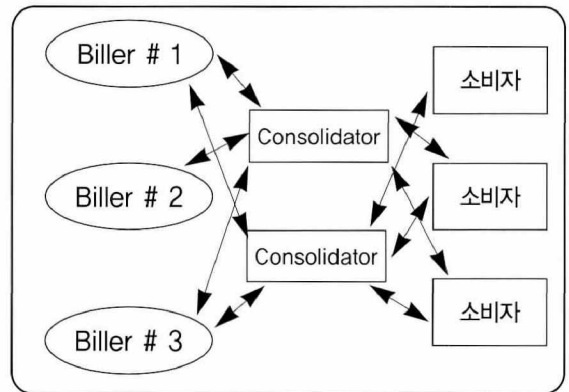 Biller # 1
Biller # 2
Biller # 3
Consolidator
Consolidator
소비자
소비자
소비자